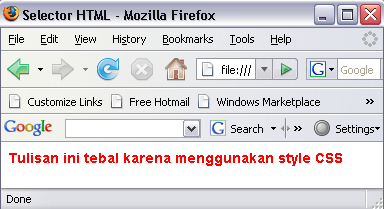 Selector HTML - Mozilla Firefox
File Edit View History Bookmarks Tools Help
file:/// G Google
Customize Links Free Hotmail Windows Marketplace »
Google G Search » Settings
Tulisan ini tebal karena menggunakan style CSS
Done